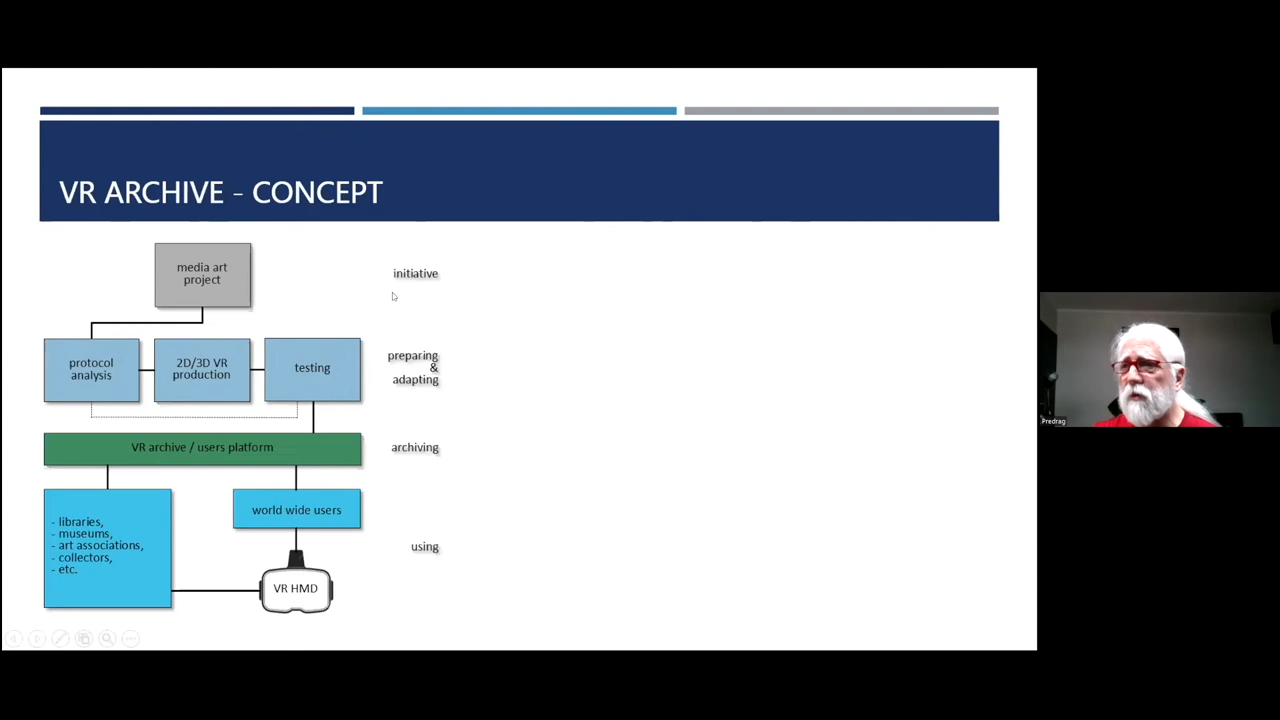 VR ARCHIVE – CONCEPT
media art
project
initiative
protocol
analysis
2D/3D VR
production
testing
preparing
&
adapting
VR archive / users platform
archiving
- libraries,
- museums,
- art associations,
- collectors,
- etc.
world wide users
using
VR HMD
Predrag